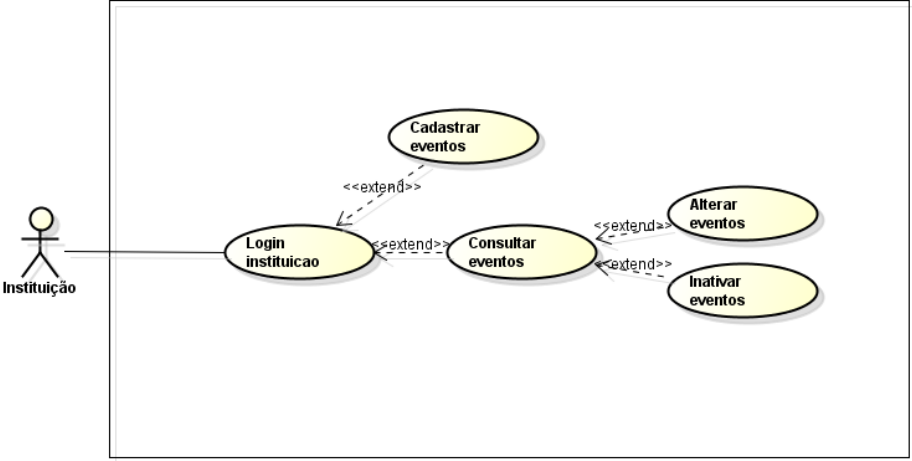 Cadastrar
eventos
<<extend>>
Alterar
eventos
<<extend>>
Login
instituicao
<<extend>>
Consultar
eventos
<<extend>>
Inativar
eventos
Instituição